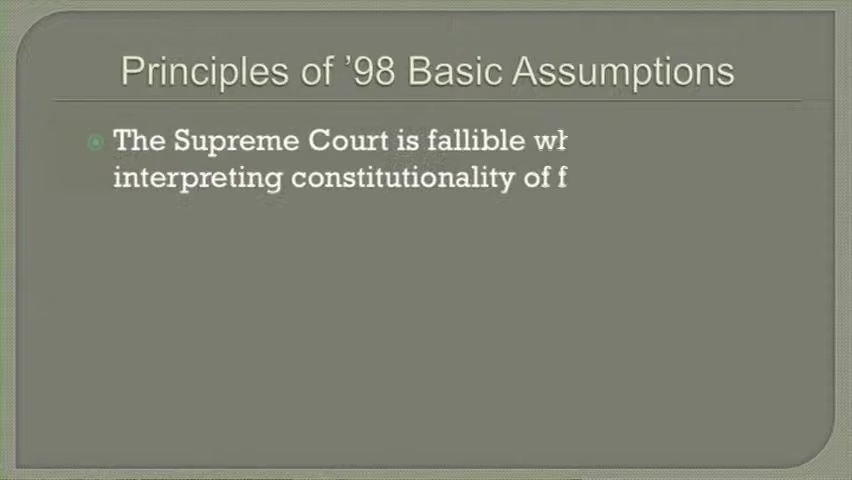 Principles of ’98 Basic Assumptions
The Supreme Court is fallible
interpreting constitutionality of